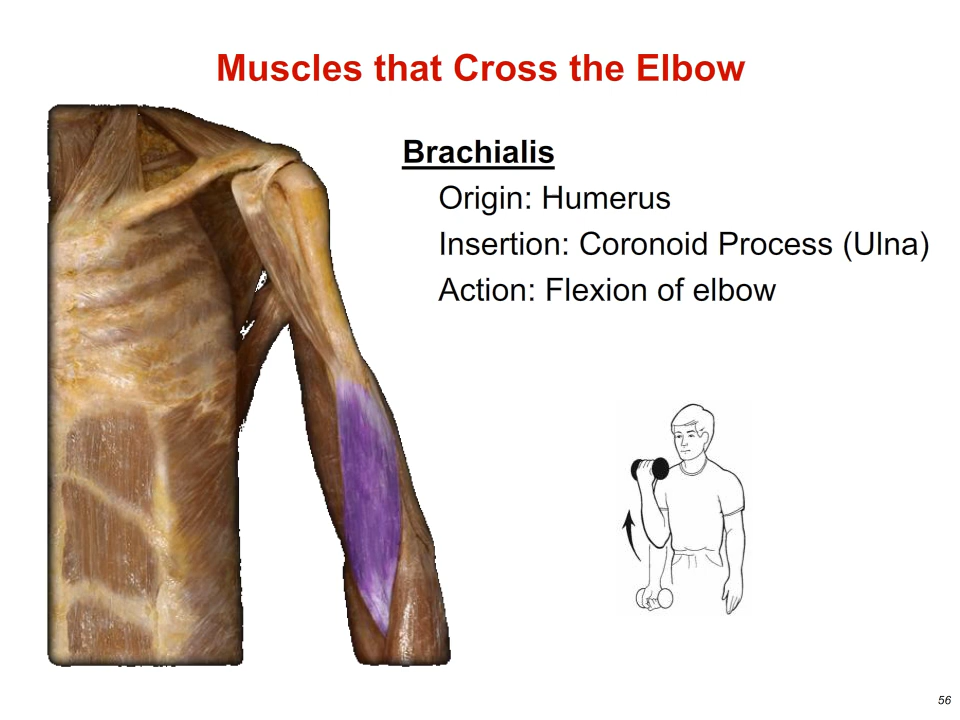 Muscles that Cross the Elbow
Brachialis
Origin: Humerus
Insertion: Coronoid Process (Ulna)
Action: Flexion of elbow
56